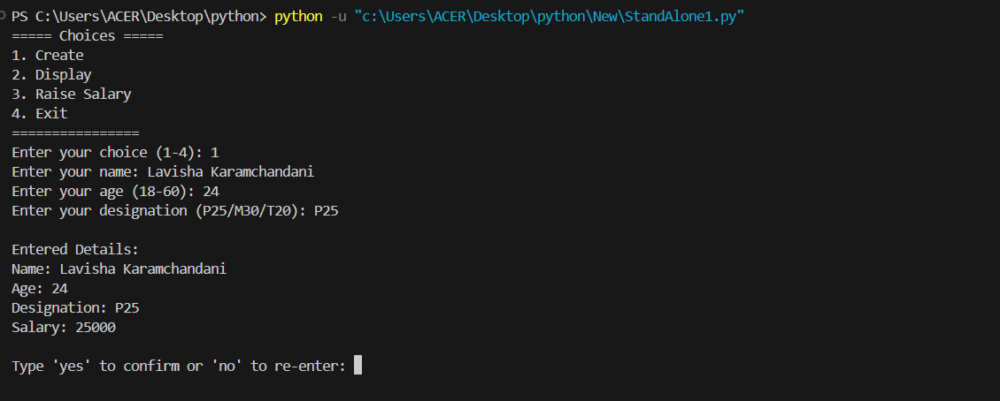 PS C:\Users\ACER\Desktop\python> python -u "c:\Users\ACER\Desktop\python\New\StandAlone1.py"
===== Choices =====
1. Create
2. Display
3. Raise Salary
4. Exit
================
Enter your choice (1-4): 1
Enter your name: Lavisha Karamchandani
Enter your age (18-60): 24
Enter your designation (P25/M30/T20): P25

Entered Details:
Name: Lavisha Karamchandani
Age: 24
Designation: P25
Salary: 25000

Type 'yes' to confirm or 'no' to re-enter: